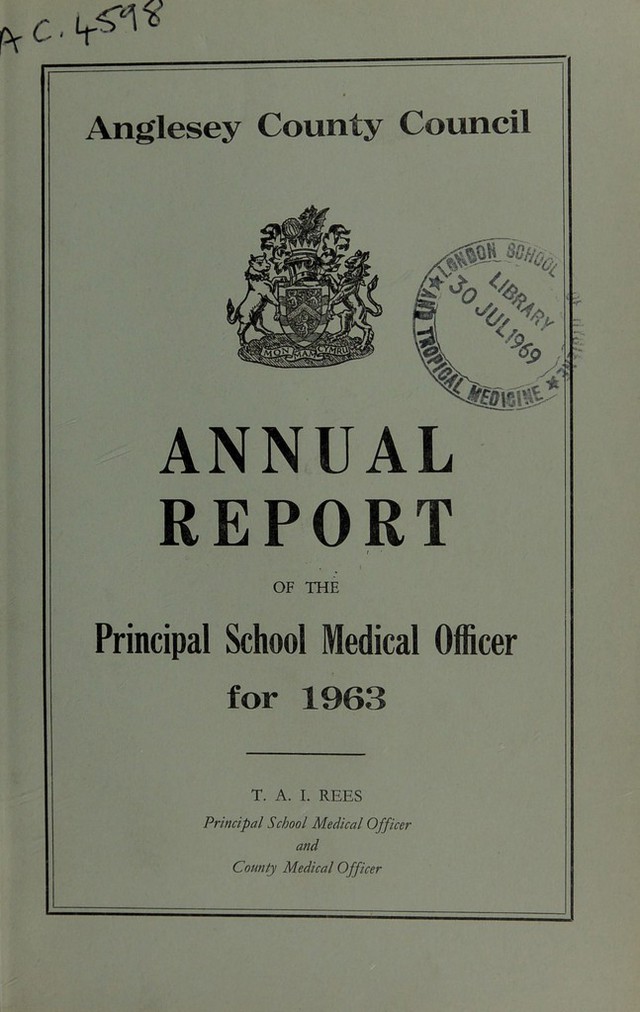 AC. 4598
Anglesey County Council
MON MAM CYMRU
LONDON SCHOOL
AND TROPICAL MEDICINE
LIBRARY
30 JUL 1969
ANNUAL
REPORT
OF THE
Principal School Medical Officer
for 1963
T. A. I. REES
Principal School Medical Officer
and
County Medical Officer